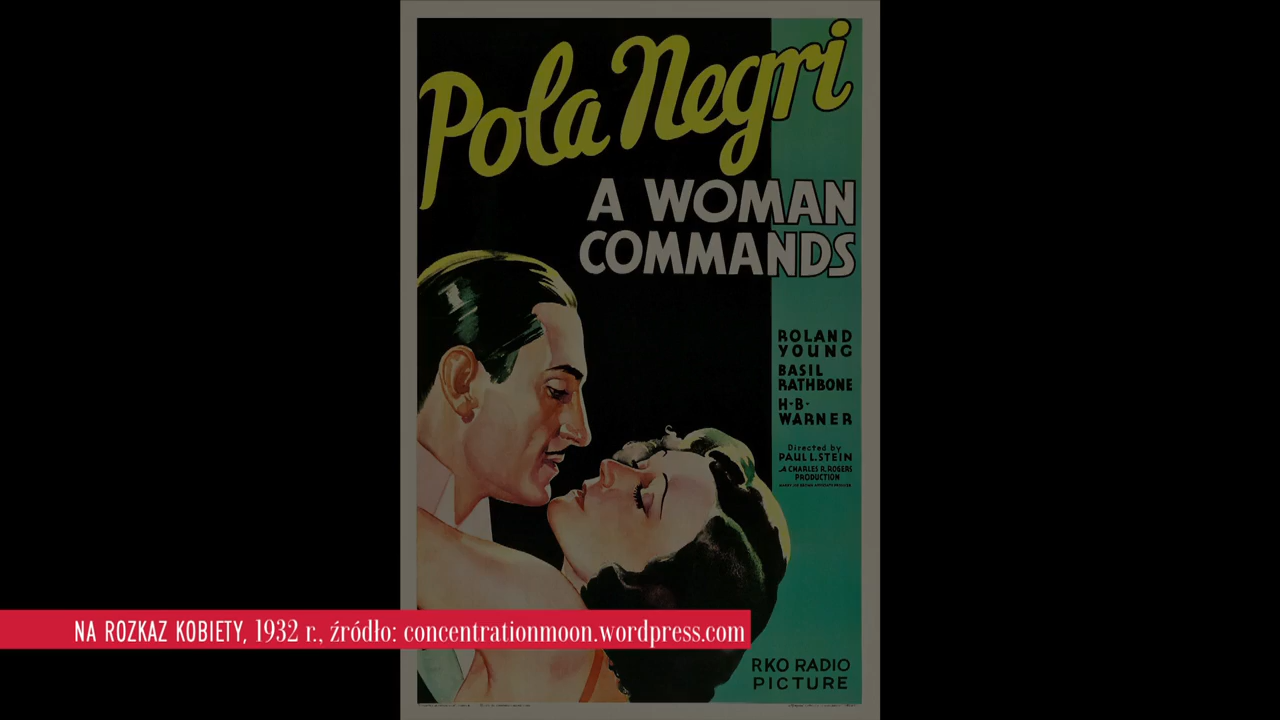 Pola Negri
A WOMAN
COMMANDS
ROLAND
YOUNG
BASIL
RATHBONE
H·B·
WARNER
Directed by
PAUL L. STEIN
A CHARLES R. ROGERS
PRODUCTION
NA ROZKAZ KOBIETY, 1932 r., źródło: concentrationmoon.wordpress.com
RKO RADIO
PICTURE